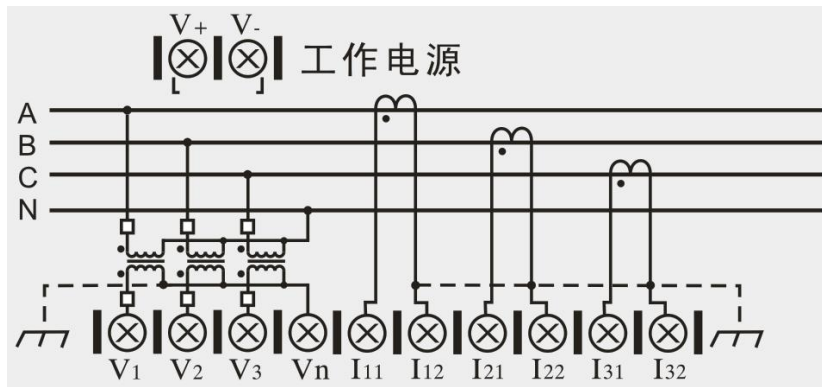 V+ V-
工作电源
A
B
C
N
V1 V2 V3 Vn I11 I12 I21 I22 I31 I32